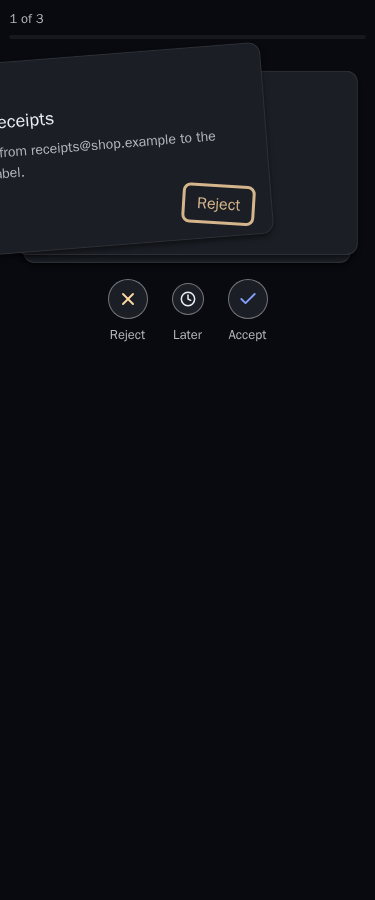 1 of 3
eceipts
from receipts@shop.example to the
abel.
Reject
Reject Later Accept